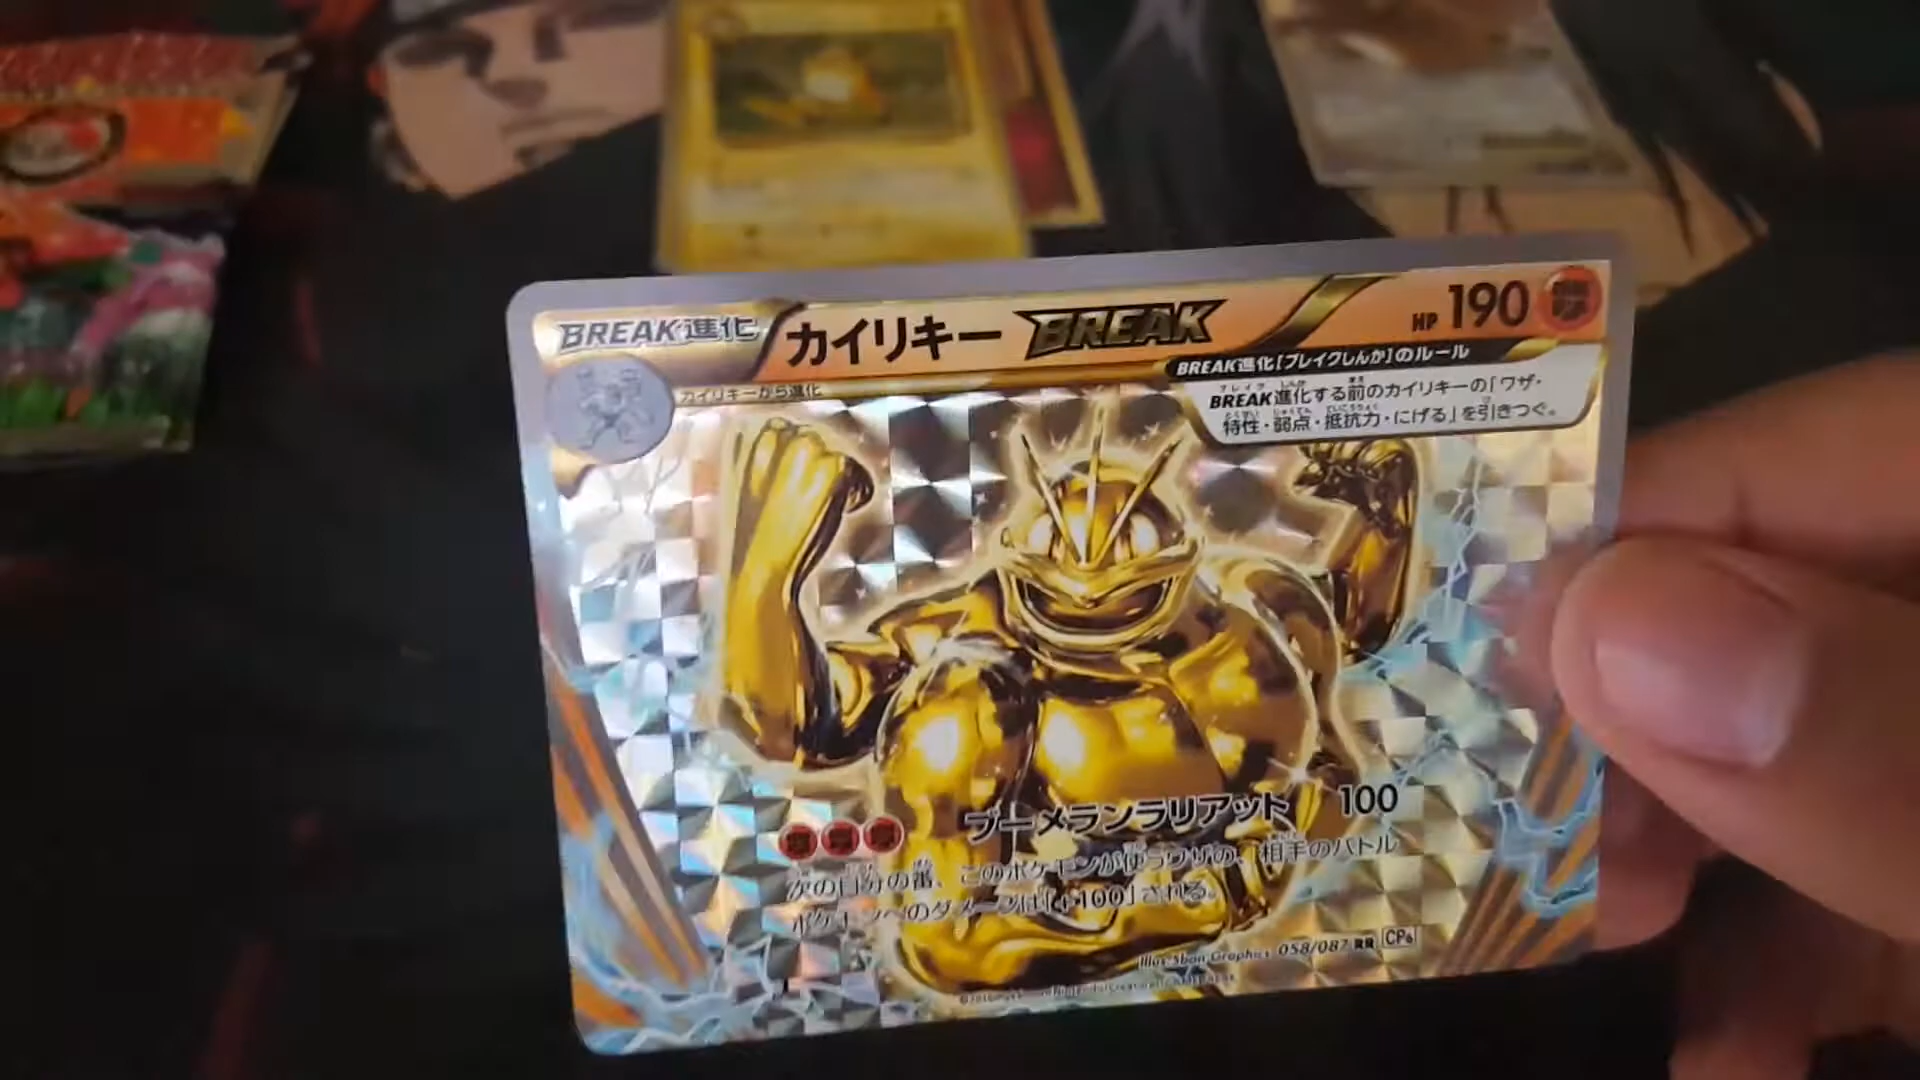 BREAK進化
カイリキー BREAK
HP 190
カイリキーから進化
BREAK進化[ブレイクしんか]のルール
BREAK進化する前のカイリキーの「ワザ・
特性・弱点・抵抗力・にげる」を引きつぐ。
ブーメランラリアット 100
次の自分の番、このポケモンが使うワザの、相手のバトル
ポケモンへのダメージは「+100」される。
Illus. 5ban Graphics 058/087 RR CP6